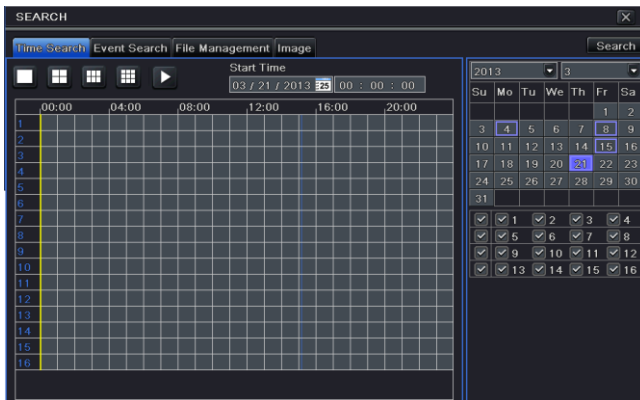 SEARCH
Time Search Event Search File Management Image Search
Start Time
03 / 21 / 2013 25 00 : 00 : 00
2013 3
Su Mo Tu We Th Fr Sa
1 2
3 4 5 6 7 8 9
10 11 12 13 14 15 16
17 18 19 20 21 22 23
24 25 26 27 28 29 30
31
00:00 04:00 08:00 12:00 16:00 20:00
1
2
3
4
5
6
7
8
9
10
11
12
13
14
15
16
1 2 3 4
5 6 7 8
9 10 11 12
13 14 15 16